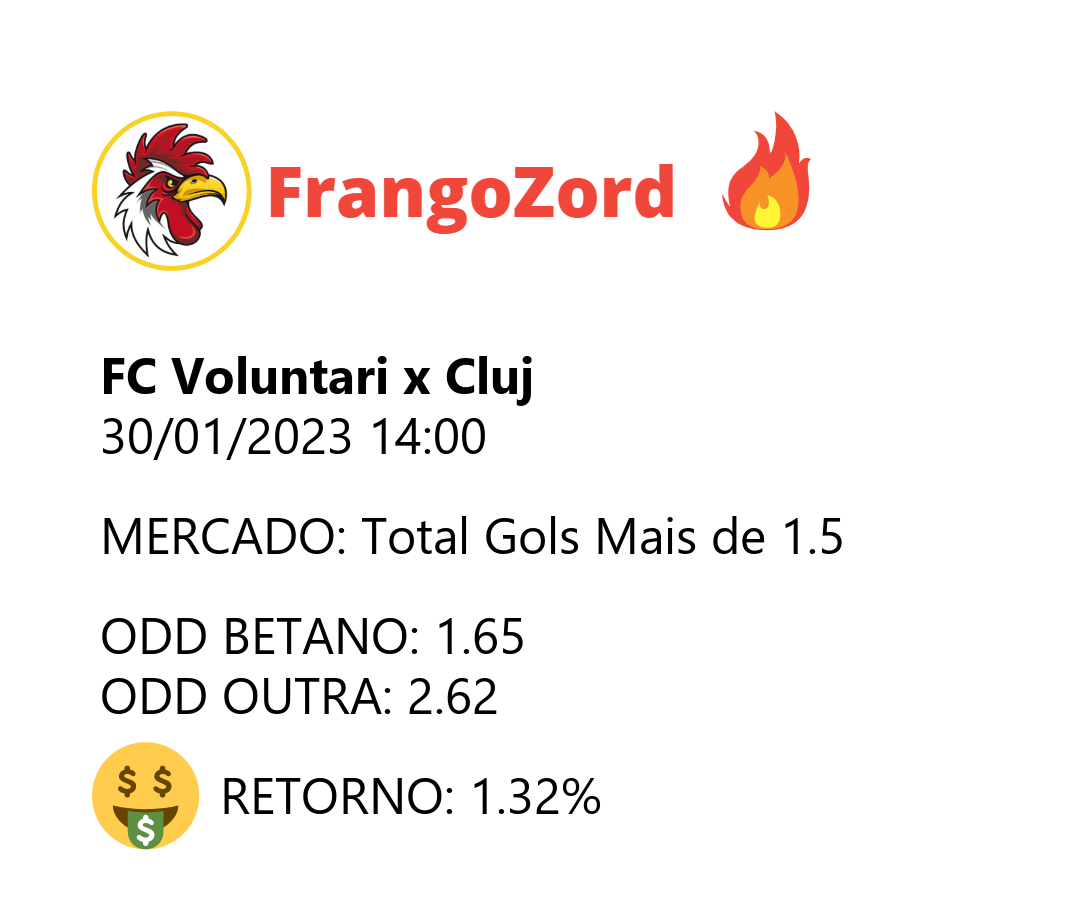 FrangoZord
FC Voluntari x Cluj
30/01/2023 14:00
MERCADO: Total Gols Mais de 1.5
ODD BETANO: 1.65
ODD OUTRA: 2.62
RETORNO: 1.32%